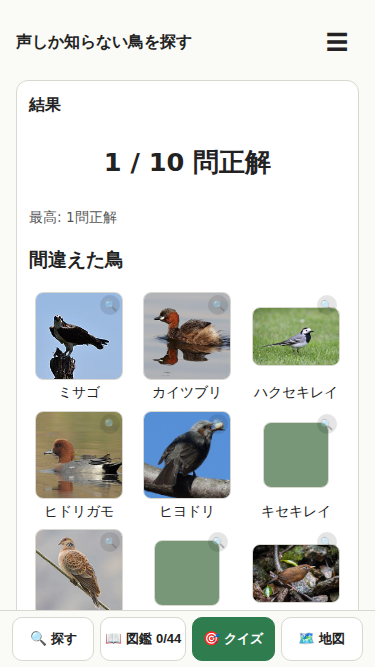 声しか知らない鳥を探す
結果
1 / 10 問正解
最高: 1問正解
間違えた鳥
ミサゴ
カイツブリ
ハクセキレイ
ヒドリガモ
ヒヨドリ
キセキレイ
探す
図鑑 0/44
クイズ
地図